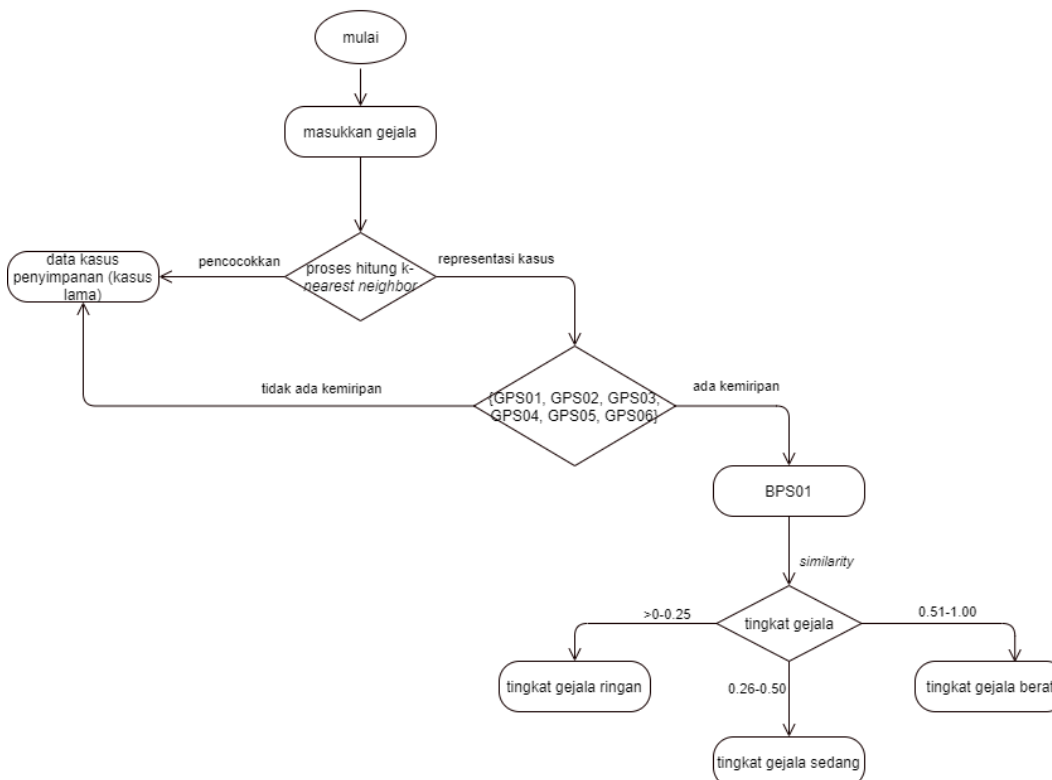 mulai
masukkan gejala
pencocokkan
representasi kasus
data kasus
penyimpanan (kasus
lama)
proses hitung k-
nearest neighbor
tidak ada kemiripan
{GPS01, GPS02, GPS03,
GPS04, GPS05, GPS06}
ada kemiripan
BPS01
similarity
>0-0.25
tingkat gejala
0.51-1.00
tingkat gejala ringan
0.26-0.50
tingkat gejala berat
tingkat gejala sedang